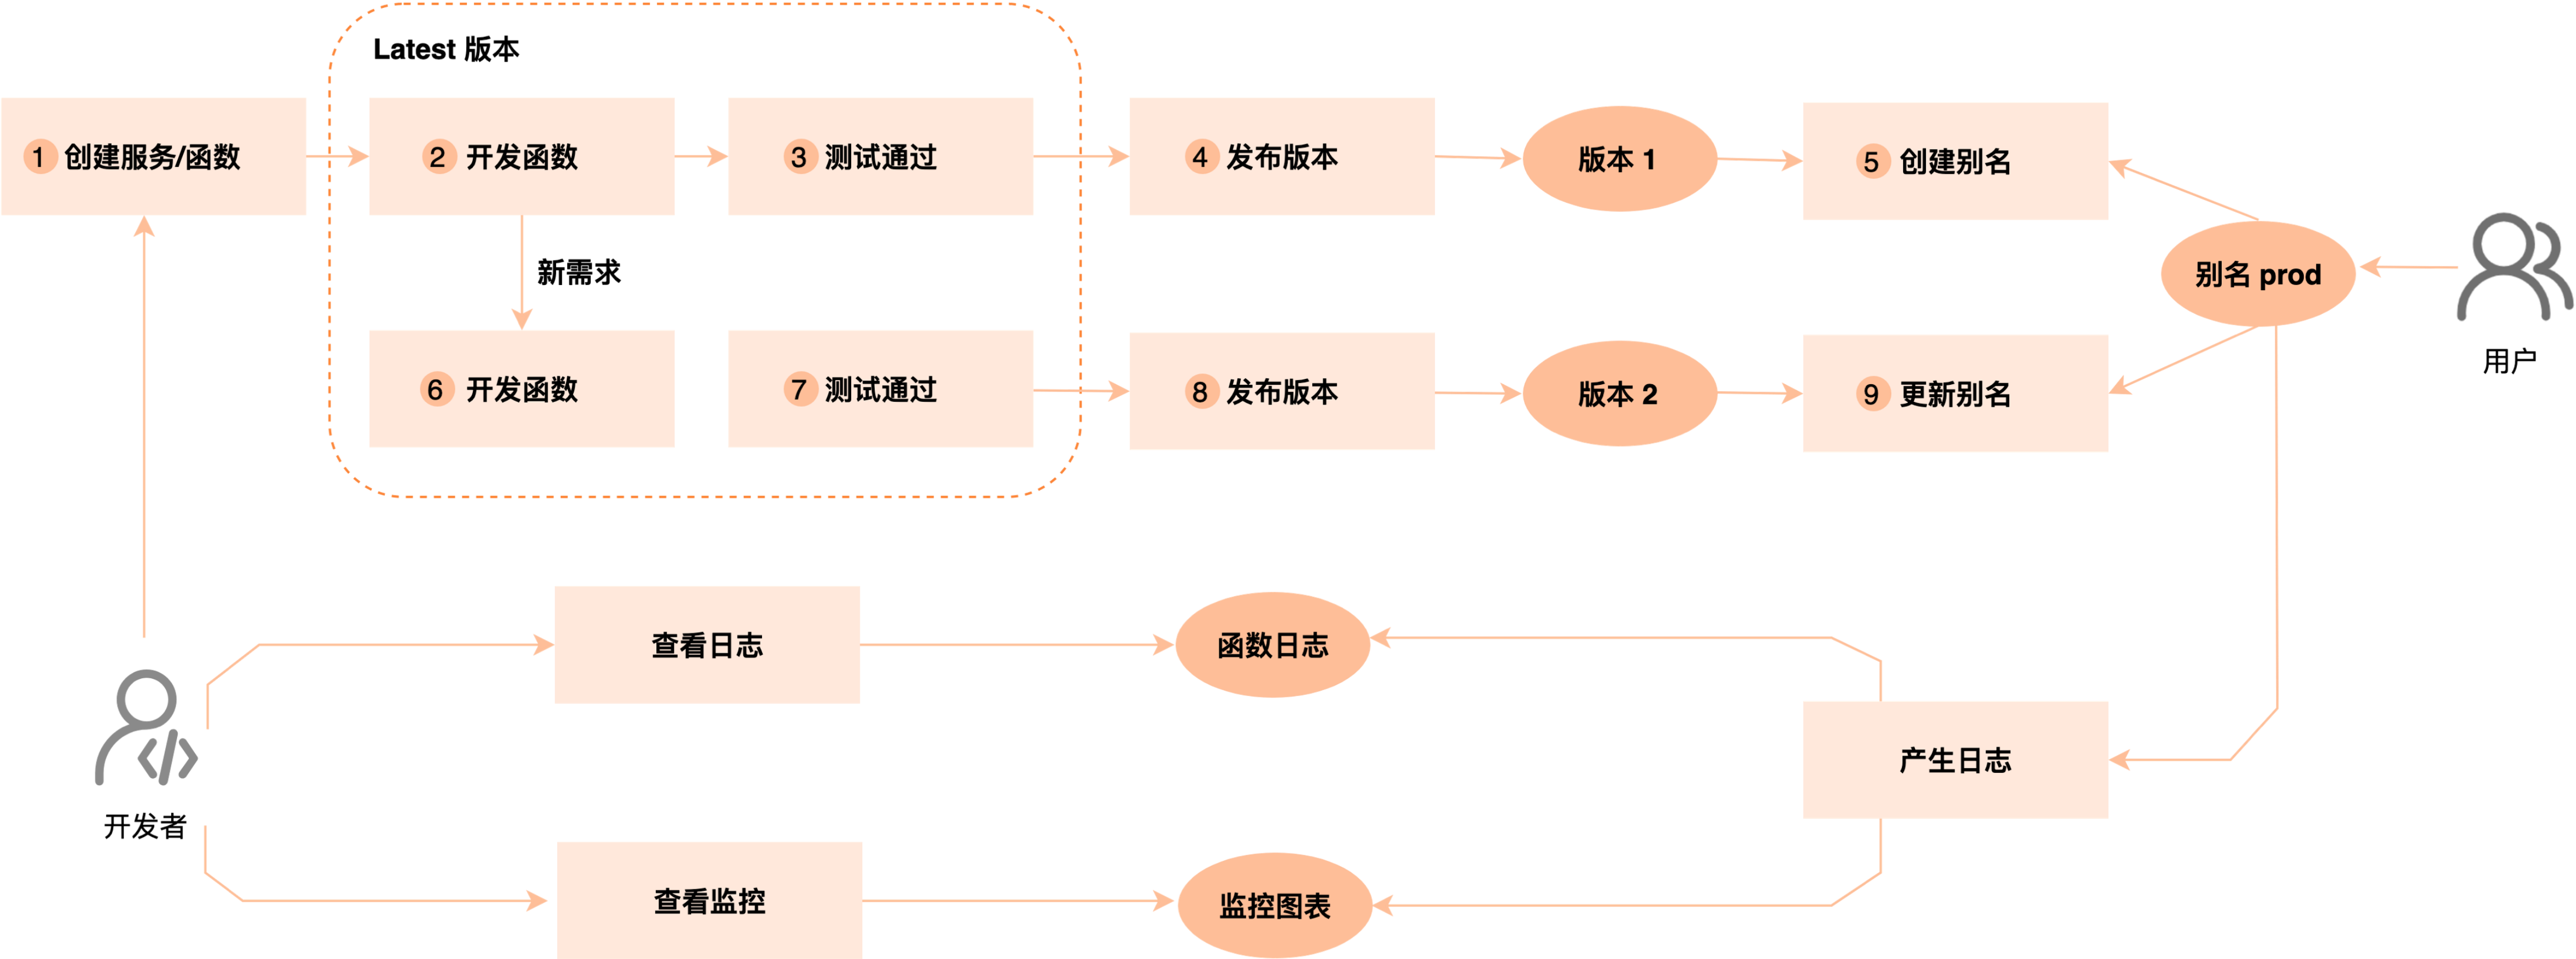 Latest 版本
1 创建服务/函数
2 开发函数
3 测试通过
4 发布版本
版本 1
5 创建别名
新需求
别名 prod
用户
6 开发函数
7 测试通过
8 发布版本
版本 2
9 更新别名
查看日志
函数日志
产生日志
开发者
查看监控
监控图表